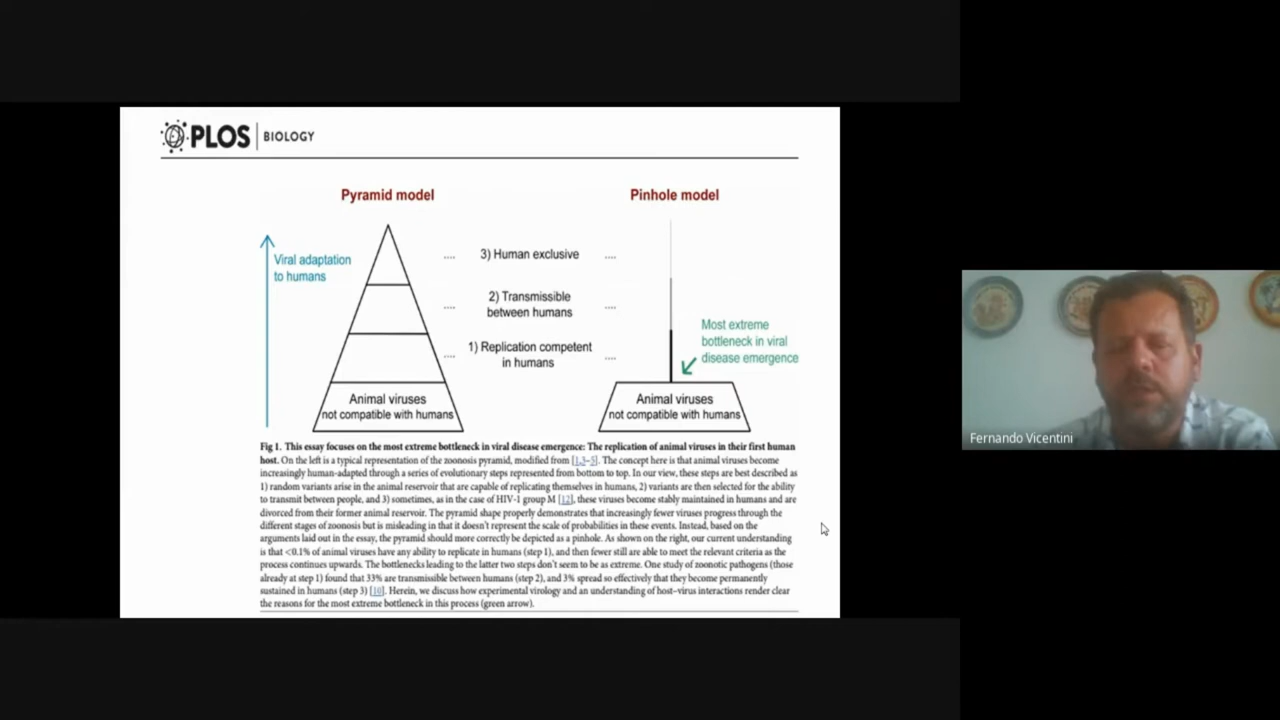 PLOS | BIOLOGY
Pyramid model
Pinhole model
Viral adaptation
to humans
.... 3) Human exclusive ....
.... 2) Transmissible
between humans ....
.... 1) Replication competent
in humans ....
Most extreme
bottleneck in viral
disease emergence
Animal viruses
not compatible with humans
Animal viruses
not compatible with humans
Fig 1. This essay focuses on the most extreme bottleneck in viral disease emergence: The replication of animal viruses in their first human
host. On the left is a typical representation of the zoonosis pyramid, modified from [1,3–5]. The concept here is that animal viruses become
increasingly human-adapted through a series of evolutionary steps represented from bottom to top. In our view, these steps are best described as
1) random variants arise in the animal reservoir that are capable of replicating themselves in humans, 2) variants are then selected for the ability
to transmit between people, and 3) sometimes, as in the case of HIV-1 group M [12], these viruses become stably maintained in humans and are
divorced from their former animal reservoir. The pyramid shape properly demonstrates that increasingly fewer viruses progress through the
different stages of zoonosis but is misleading in that it doesn't represent the scale of probabilities in these events. Instead, based on the
arguments laid out in the essay, the pyramid should more correctly be depicted as a pinhole. As shown on the right, our current understanding
is that <0.1% of animal viruses have any ability to replicate in humans (step 1), and then fewer still are able to meet the relevant criteria as the
process continues upwards. The bottlenecks leading to the latter two steps don't seem to be as extreme. One study of zoonotic pathogens (those
already at step 1) found that 33% are transmissible between humans (step 2), and 3% spread so effectively that they become permanently
sustained in humans (step 3) [10]. Herein, we discuss how experimental virology and an understanding of host–virus interactions render clear
the reasons for the most extreme bottleneck in this process (green arrow).
Fernando Vicentini